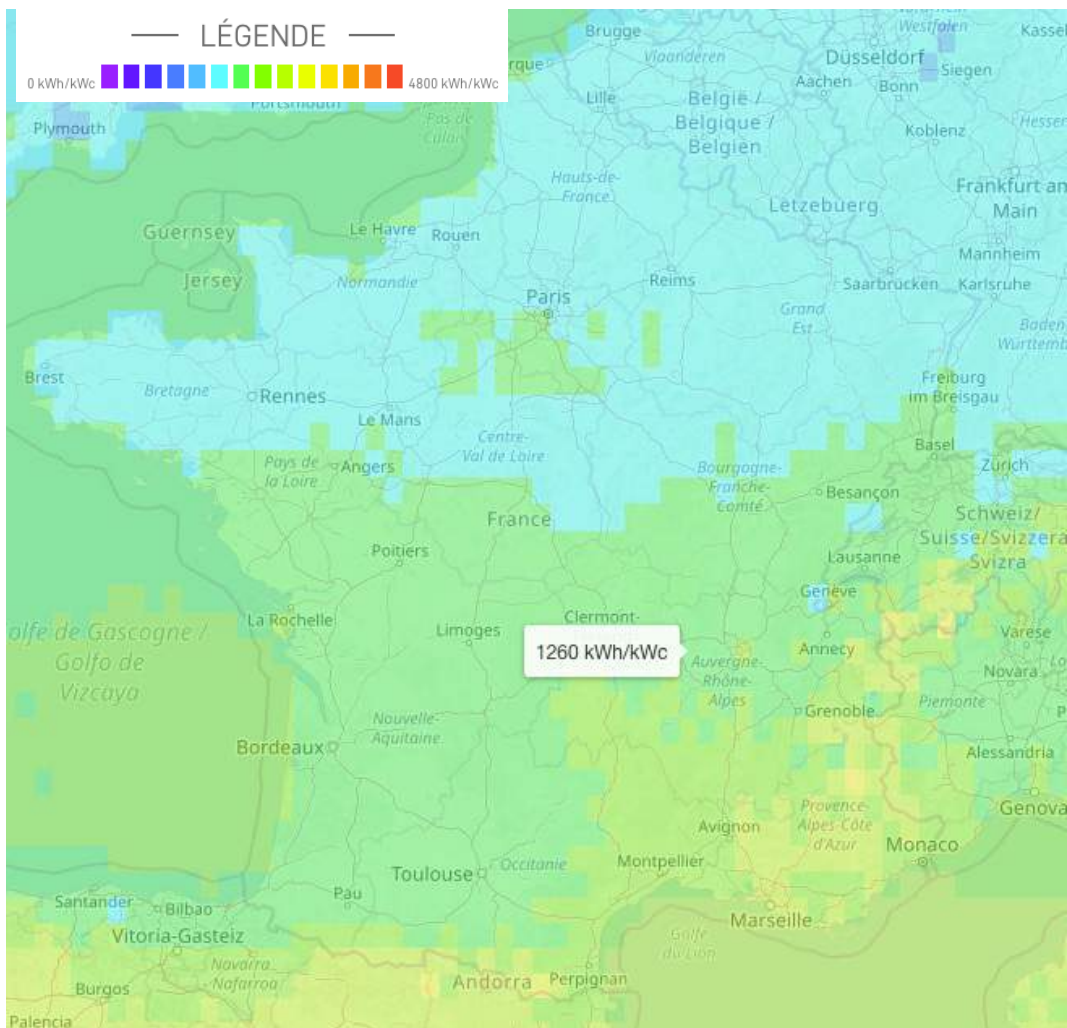 LÉGENDE
0 kWh/kWc
4800 kWh/kWc
Brugge
Vlaanderen
Düsseldorf
Westfalen
Kassel
Siegen
Aachen
Bonn
Lille
België /
Belgique /
Belgien
Koblenz
Portsmouth
Plymouth
Pas de
Calais
Hauts-de-
France
Lëtzebuerg
Frankfurt am
Main
Mannheim
Guernsey
Le Havre
Rouen
Jersey
Normandie
Reims
Saarbrücken
Karlsruhe
Paris
Grand
Est
Baden
Brest
Bretagne
Rennes
Le Mans
Freiburg
im Breisgau
Centre-
Val de Loire
Basel
Pays de
la Loire
Angers
Bourgogne-
Franche-
Comté
Zürich
Besançon
France
Schweiz/
Suisse/Svizzera
Svizra
Poitiers
Lausanne
Genève
La Rochelle
Limoges
Clermont-
Golfe de Gascogne /
Golfo de
Vizcaya
1260 kWh/kWc
Auvergne-
Rhône-
Alpes
Annecy
Varese
Novara
Piemonte
Grenoble
Nouvelle-
Aquitaine
Bordeaux
Alessandria
Genova
Provence-
Alpes-Côte
d'Azur
Avignon
Monaco
Montpellier
Toulouse
Occitanie
Pau
Marseille
Santander
Bilbao
Vitoria-Gasteiz
Golfe
du Lion
Navarra
- Nafarroa
Andorra
Perpignan
Burgos
Palencia